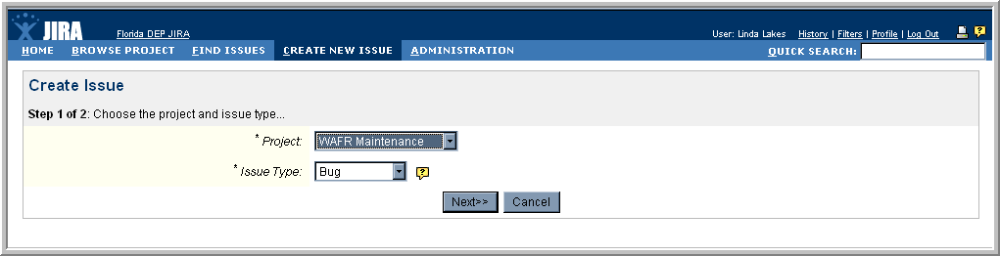 JIRA Florida DEP JIRA User: Linda Lakes History | Filters | Profile | Log Out ?
HOME BROWSE PROJECT FIND ISSUES CREATE NEW ISSUE ADMINISTRATION QUICK SEARCH:
Create Issue
Step 1 of 2: Choose the project and issue type...
* Project: WAFR Maintenance
* Issue Type: Bug ?
Next>> Cancel